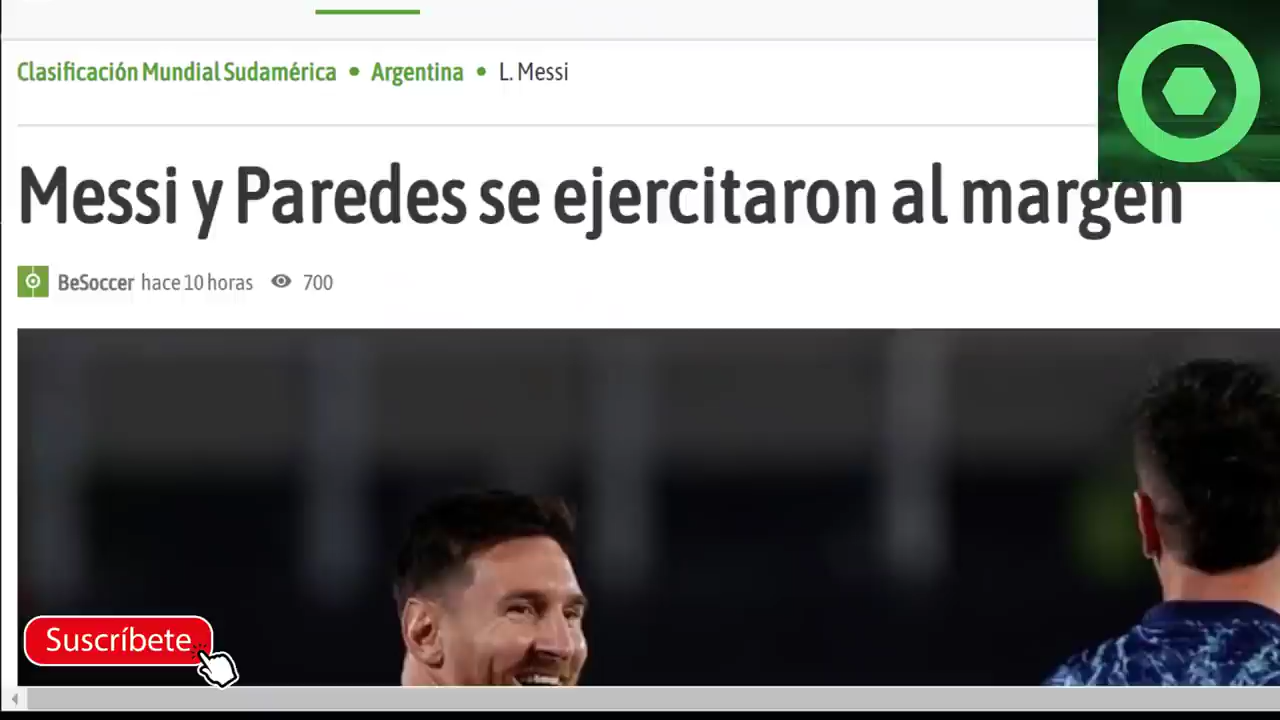 Clasificación Mundial Sudamérica • Argentina • L. Messi
Messi y Paredes se ejercitaron al margen
BeSoccer hace 10 horas 700
Suscríbete